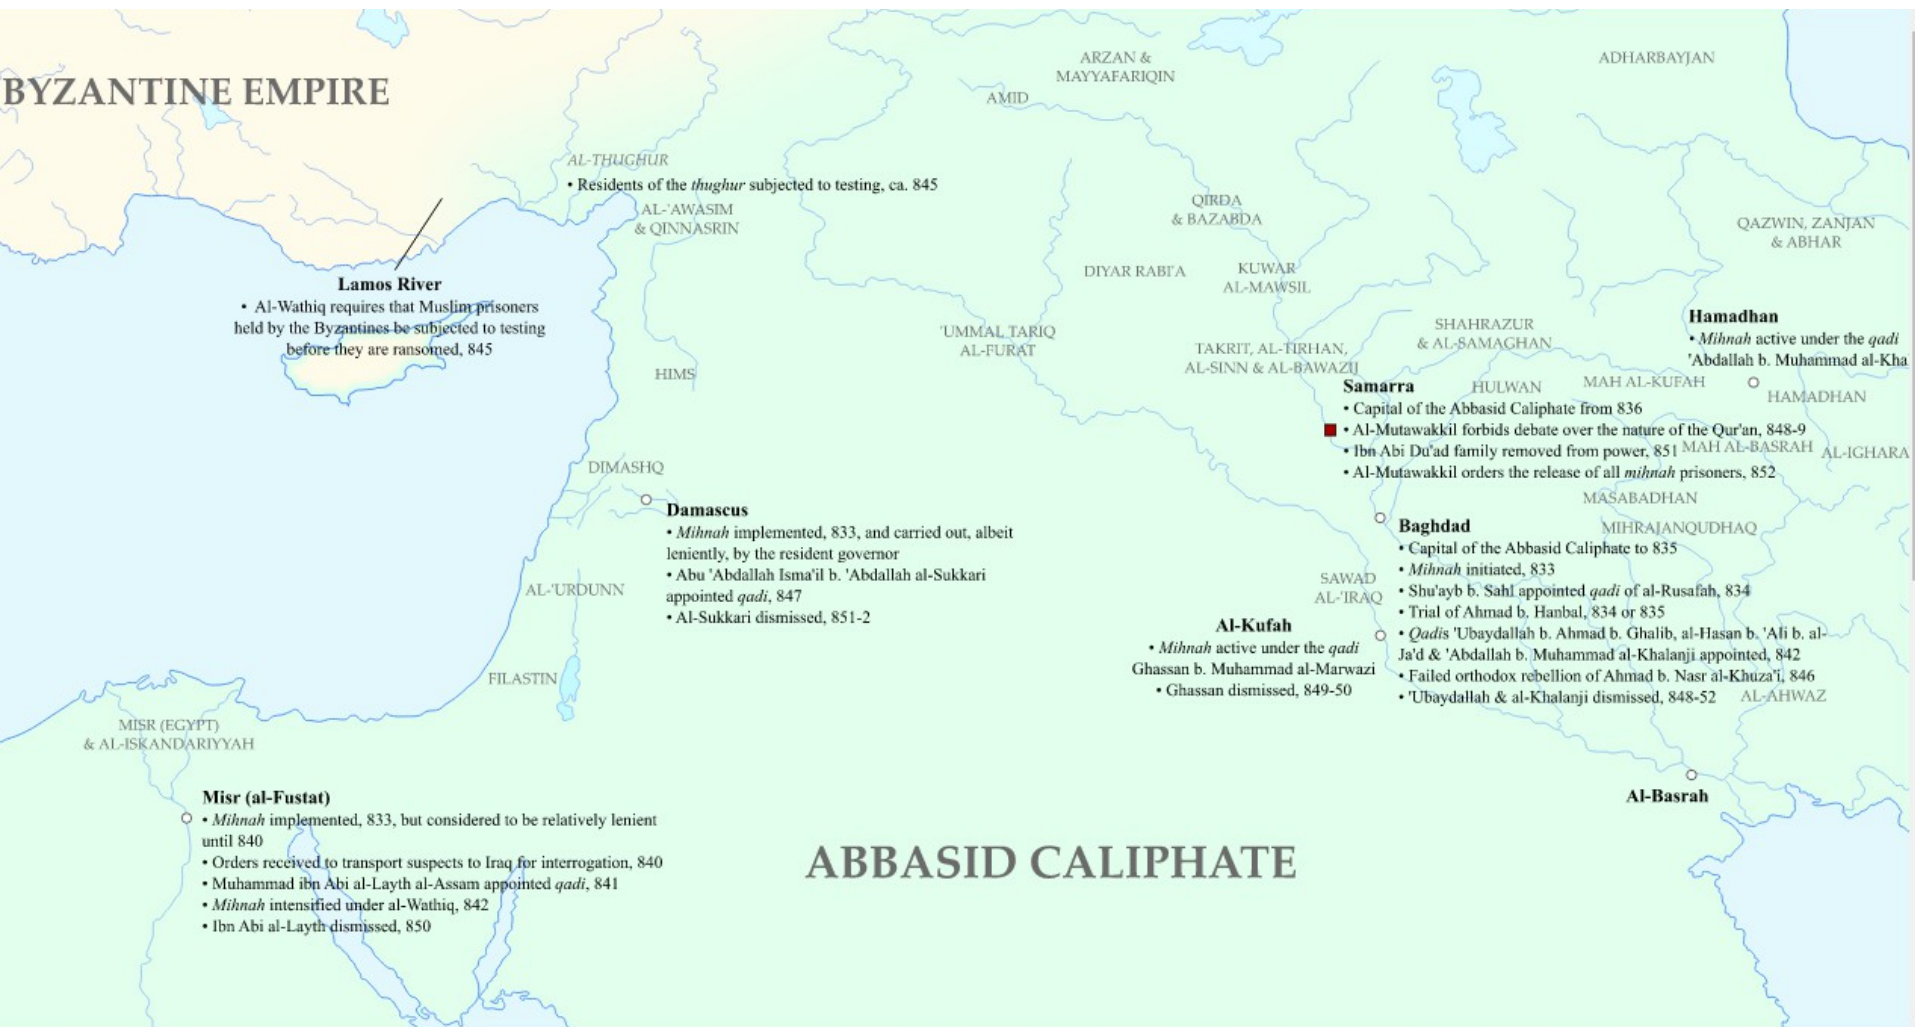 BYZANTINE EMPIRE
ARZAN &
MAYYAFARIQIN
ADHARBAYJAN
AMID
AL-THUGHUR
• Residents of the thughur subjected to testing, ca. 845
AL-'AWASIM
& QINNASRIN
QIRDA
& BAZABDA
QAZWIN, ZANJAN
& ABHAR
DIYAR RABI'A
KUWAR
AL-MAWSIL
Lamos River
• Al-Wathiq requires that Muslim prisoners
held by the Byzantines be subjected to testing
before they are ransomed, 845
'UMMAL TARIQ
AL-FURAT
TAKRIT, AL-TIRHAN,
AL-SINN & AL-BAWAZIJ
SHAHRAZUR
& AL-SAMAGHAN
Hamadhan
• Mihnah active under the qadi
'Abdallah b. Muhammad al-Kha
HIMS
HULWAN
MAH AL-KUFAH
HAMADHAN
Samarra
• Capital of the Abbasid Caliphate from 836
• Al-Mutawakkil forbids debate over the nature of the Qur'an, 848-9
• Ibn Abi Du'ad family removed from power, 851
• Al-Mutawakkil orders the release of all mihnah prisoners, 852
MAH AL-BASRAH
AL-IGHARA
DIMASHQ
MASABADHAN
MIHRAJANQUDHAQ
Damascus
• Mihnah implemented, 833, and carried out, albeit
leniently, by the resident governor
• Abu 'Abdallah Isma'il b. 'Abdallah al-Sukkari
appointed qadi, 847
• Al-Sukkari dismissed, 851-2
Baghdad
• Capital of the Abbasid Caliphate to 835
• Mihnah initiated, 833
• Shu'ayb b. Sahl appointed qadi of al-Rusafah, 834
• Trial of Ahmad b. Hanbal, 834 or 835
• Qadis 'Ubaydallah b. Ahmad b. Ghalib, al-Hasan b. 'Ali b. al-
Ja'd & 'Abdallah b. Muhammad al-Khalanji appointed, 842
• Failed orthodox rebellion of Ahmad b. Nasr al-Khuza'i, 846
• 'Ubaydallah & al-Khalanji dismissed, 848-52
AL-'URDUNN
SAWAD
AL-'IRAQ
Al-Kufah
• Mihnah active under the qadi
Ghassan b. Muhammad al-Marwazi
• Ghassan dismissed, 849-50
FILASTIN
AL-AHWAZ
MISR (EGYPT)
& AL-ISKANDARIYYAH
Misr (al-Fustat)
• Mihnah implemented, 833, but considered to be relatively lenient
until 840
• Orders received to transport suspects to Iraq for interrogation, 840
• Muhammad ibn Abi al-Layth al-Assam appointed qadi, 841
• Mihnah intensified under al-Wathiq, 842
• Ibn Abi al-Layth dismissed, 850
Al-Basrah
ABBASID CALIPHATE